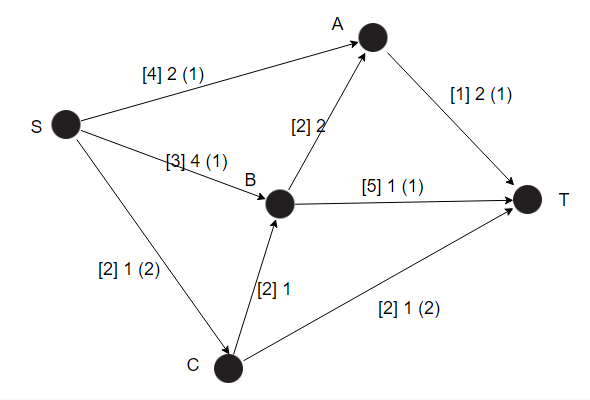 A
[4] 2 (1)
[1] 2 (1)
S
[2] 2
[3] 4 (1)
B
[5] 1 (1)
T
[2] 1 (2)
[2] 1
[2] 1 (2)
C